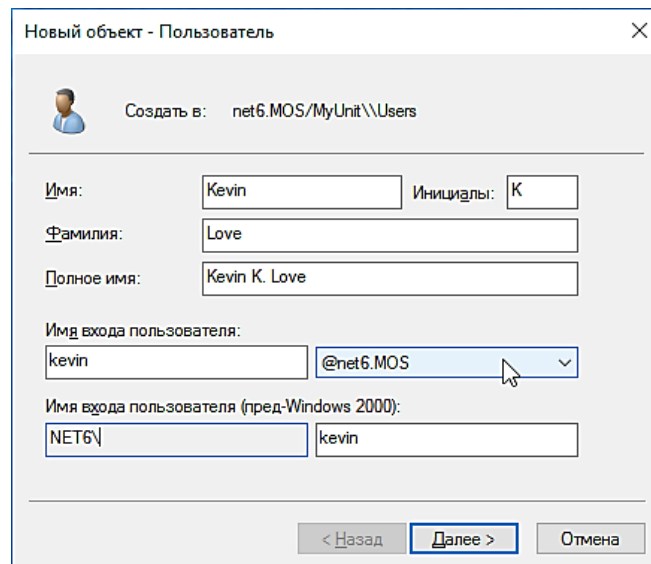 Новый объект - Пользователь
Создать в: net6.MOS/MyUnit\\Users
Имя: Kevin Инициалы: K
Фамилия: Love
Полное имя: Kevin K. Love
Имя входа пользователя:
kevin @net6.MOS
Имя входа пользователя (пред-Windows 2000):
NET6\ kevin
< Назад Далее > Отмена